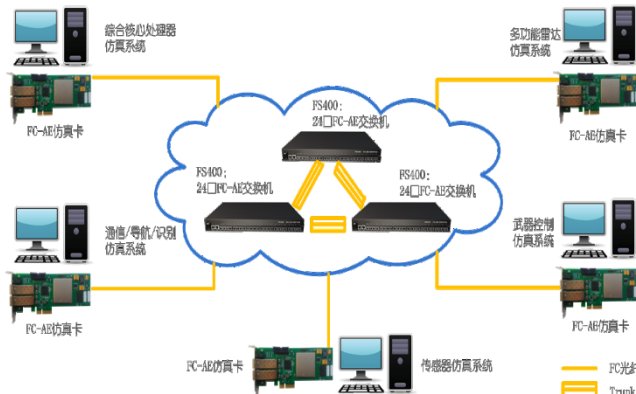 综合核心处理器
仿真系统
FC-AE仿真卡
多功能雷达
仿真系统
FC-AE仿真卡
FS400:
24口FC-AE交换机
FS400:
24口FC-AE交换机
FS400:
24口FC-AE交换机
通信/导航/识别
仿真系统
FC-AE仿真卡
武器控制
仿真系统
FC-AE仿真卡
FC-AE仿真卡
传感器仿真系统
FC光纤
Trunk